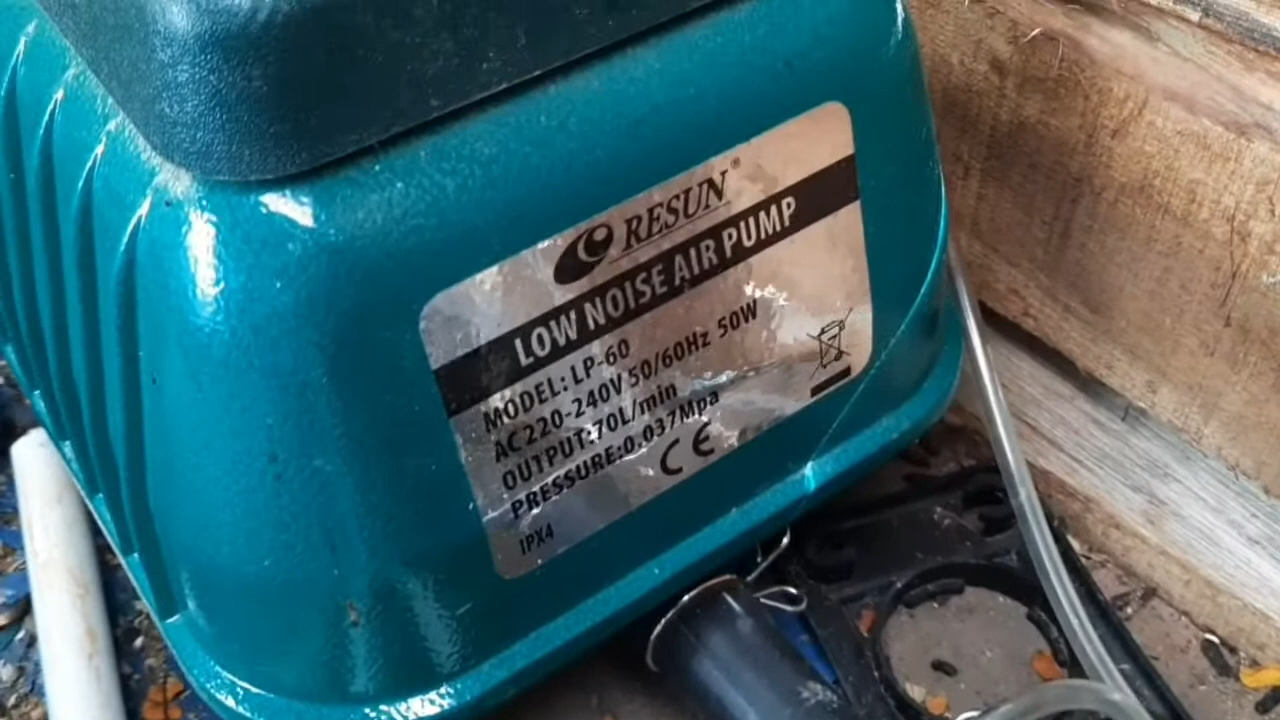 RESUN®
LOW NOISE AIR PUMP
MODEL: LP-60
AC220-240V 50/60Hz 50W
OUTPUT:70L/min
PRESSURE:0.037Mpa
CE
IPX4